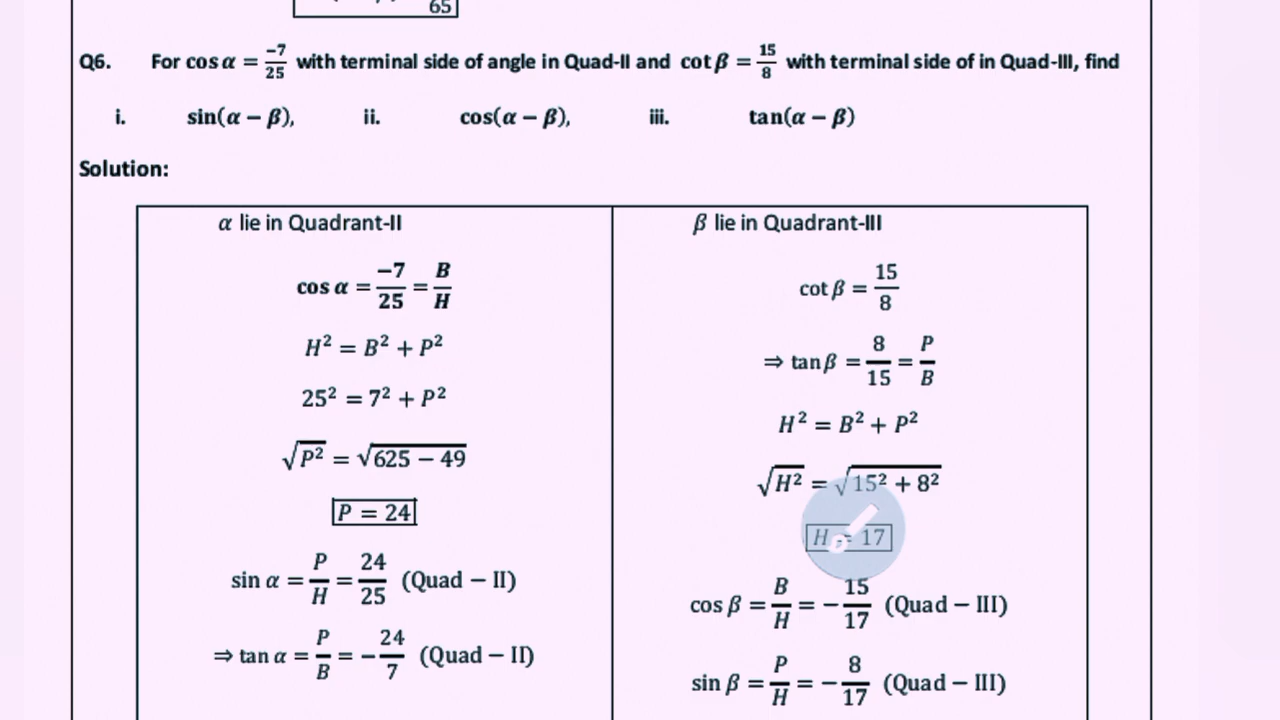 65
Q6. For cos α = −7/25 with terminal side of angle in Quad-II and cot β = 15/8 with terminal side of in Quad-III, find
i. sin(α − β), ii. cos(α − β), iii. tan(α − β)
Solution:
α lie in Quadrant-II
cos α = −7/25 = B/H
H² = B² + P²
25² = 7² + P²
√P² = √625 − 49
P = 24
sin α = P/H = 24/25 (Quad − II)
⇒ tan α = P/B = −24/7 (Quad − II)
β lie in Quadrant-III
cot β = 15/8
⇒ tan β = 8/15 = P/B
H² = B² + P²
√H² = √15² + 8²
H = 17
cos β = B/H = −15/17 (Quad − III)
sin β = P/H = −8/17 (Quad − III)